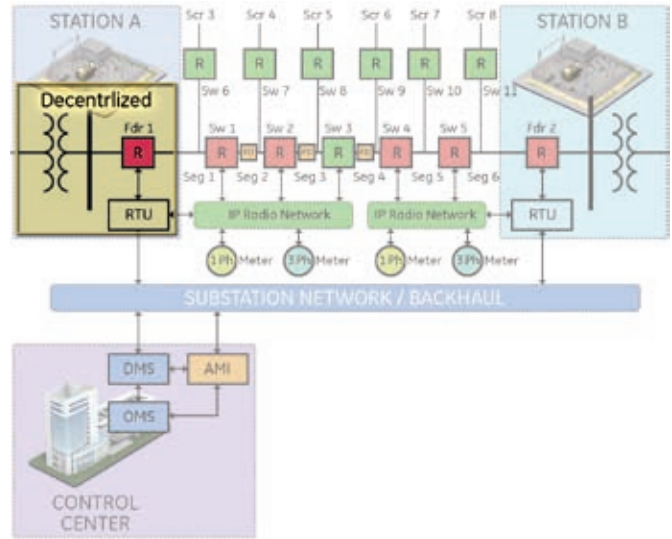 STATION A
Scr 3 Scr 4 Scr 5 Scr 6 Scr 7 Scr 8
STATION B
R R R R R
Decentrlized
Sw 6 Sw 7 Sw 8 Sw 9 Sw 10 Sw 11
Fdr 1 Sw 1 Sw 2 Sw 3 Sw 4 Sw 5 Fdr 2
R R R R R R R
Seg 1 Seg 2 Seg 3 Seg 4 Seg 5 Seg 6
RTU IP Radio Network IP Radio Network RTU
1 Ph Meter 3 Ph Meter 1 Ph Meter 3 Ph Meter
SUBSTATION NETWORK / BACKHAUL
DMS AMI
OMS
CONTROL
CENTER